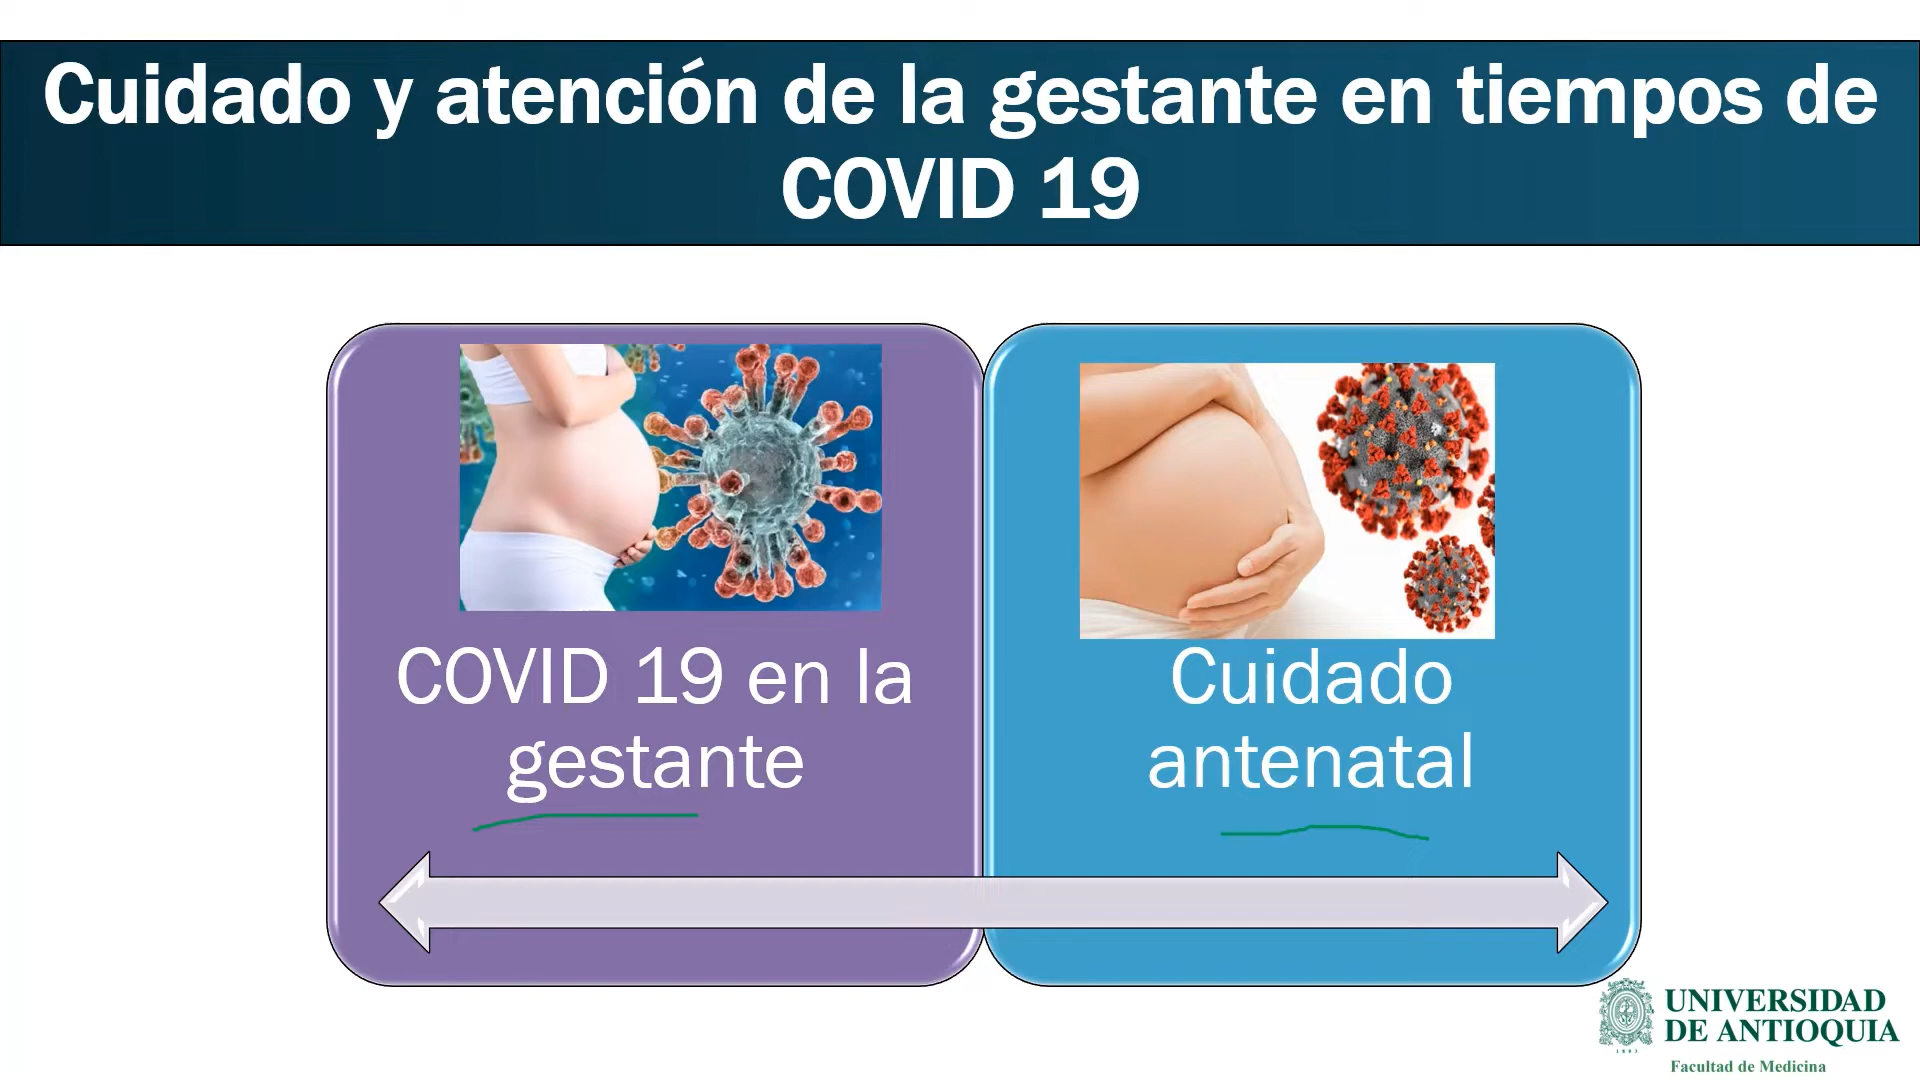 Cuidado y atención de la gestante en tiempos de
COVID 19
COVID 19 en la
gestante
Cuidado
antenatal
UNIVERSIDAD
DE ANTIOQUIA
1803
Facultad de Medicina